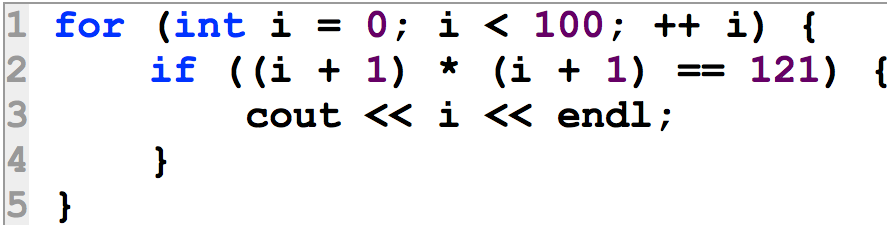 1 for (int i = 0; i < 100; ++ i) {
2 if ((i + 1) * (i + 1) == 121) {
3 cout << i << endl;
4 }
5 }